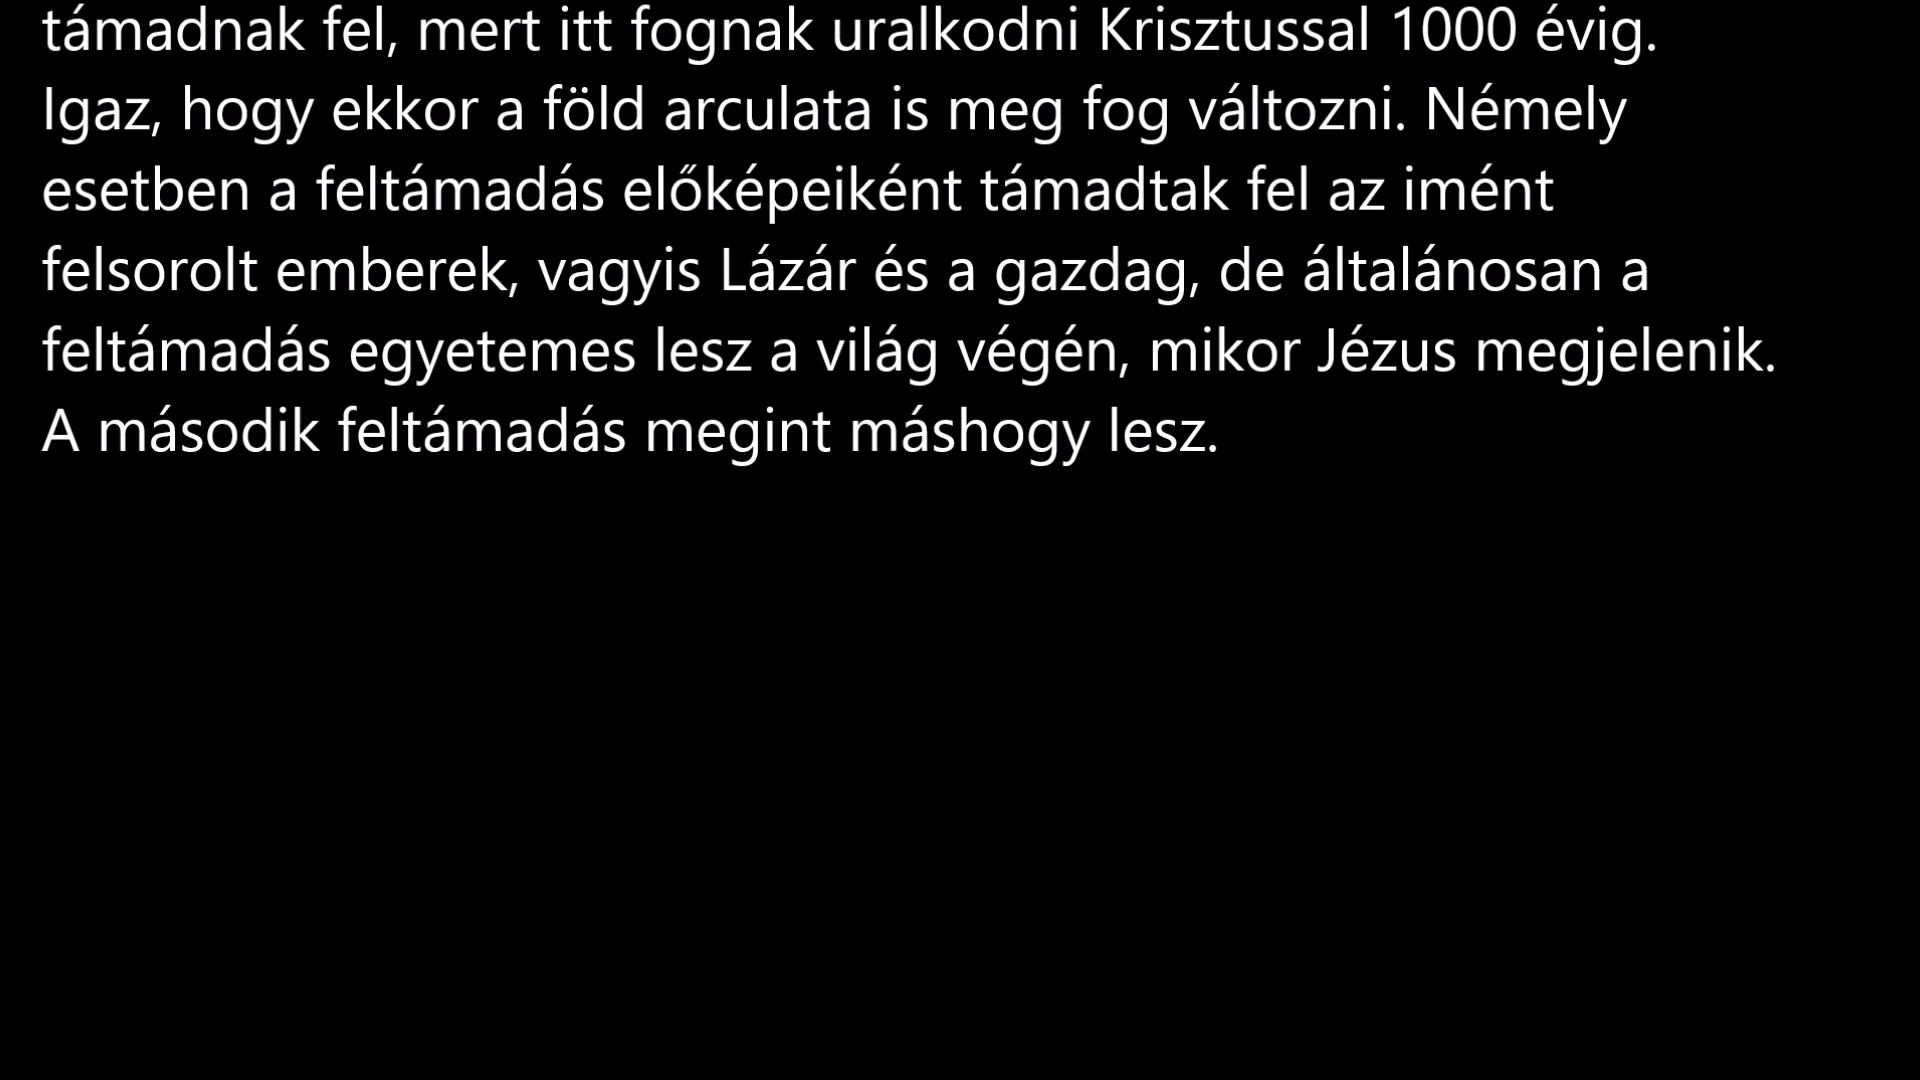 támadnak fel, mert itt fognak uralkodni Krisztussal 1000 évig.
Igaz, hogy ekkor a föld arculata is meg fog változni. Némely
esetben a feltámadás előképeiként támadtak fel az imént
felsorolt emberek, vagyis Lázár és a gazdag, de általánosan a
feltámadás egyetemes lesz a világ végén, mikor Jézus megjelenik.
A második feltámadás megint máshogy lesz.